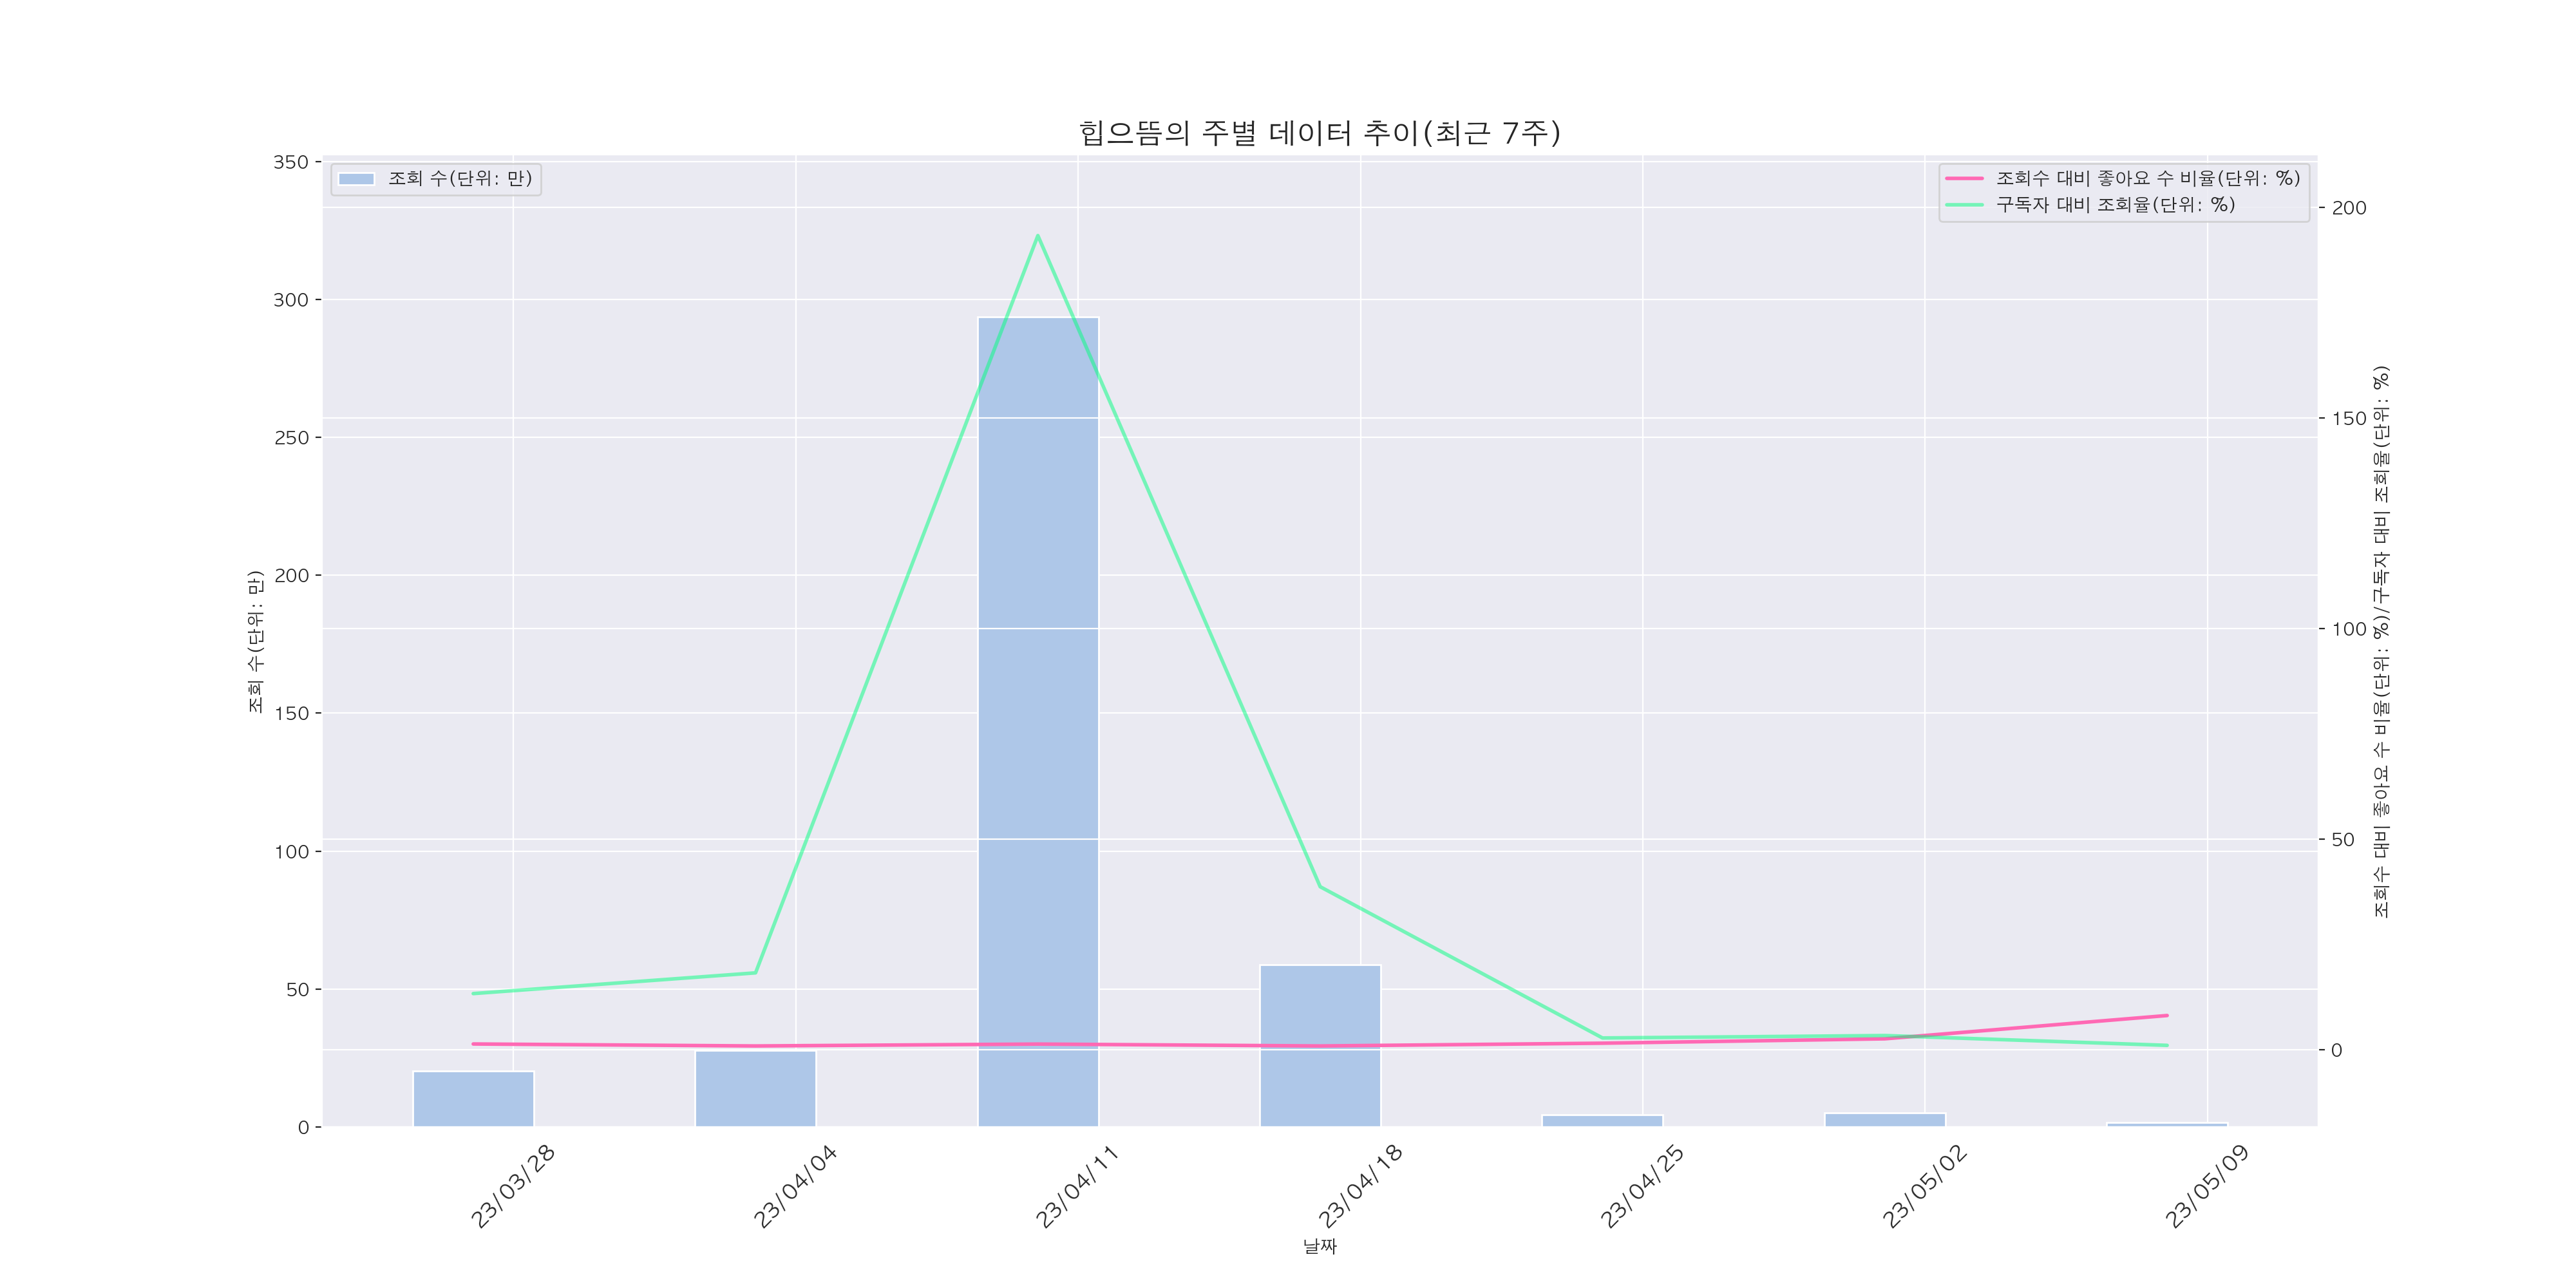 힙으뜸의 주별 데이터 추이(최근 7주)
조회 수(단위: 만)
조회수 대비 좋아요 수 비율(단위: %)
구독자 대비 조회율(단위: %)
350
300
250
200
150
100
50
0
조회 수(단위: 만)
200
150
100
50
0
조회수 대비 좋아요 수 비율(단위: %)/구독자 대비 조회율(단위: %)
23/03/28
23/04/04
23/04/11
23/04/18
23/04/25
23/05/02
23/05/09
날짜